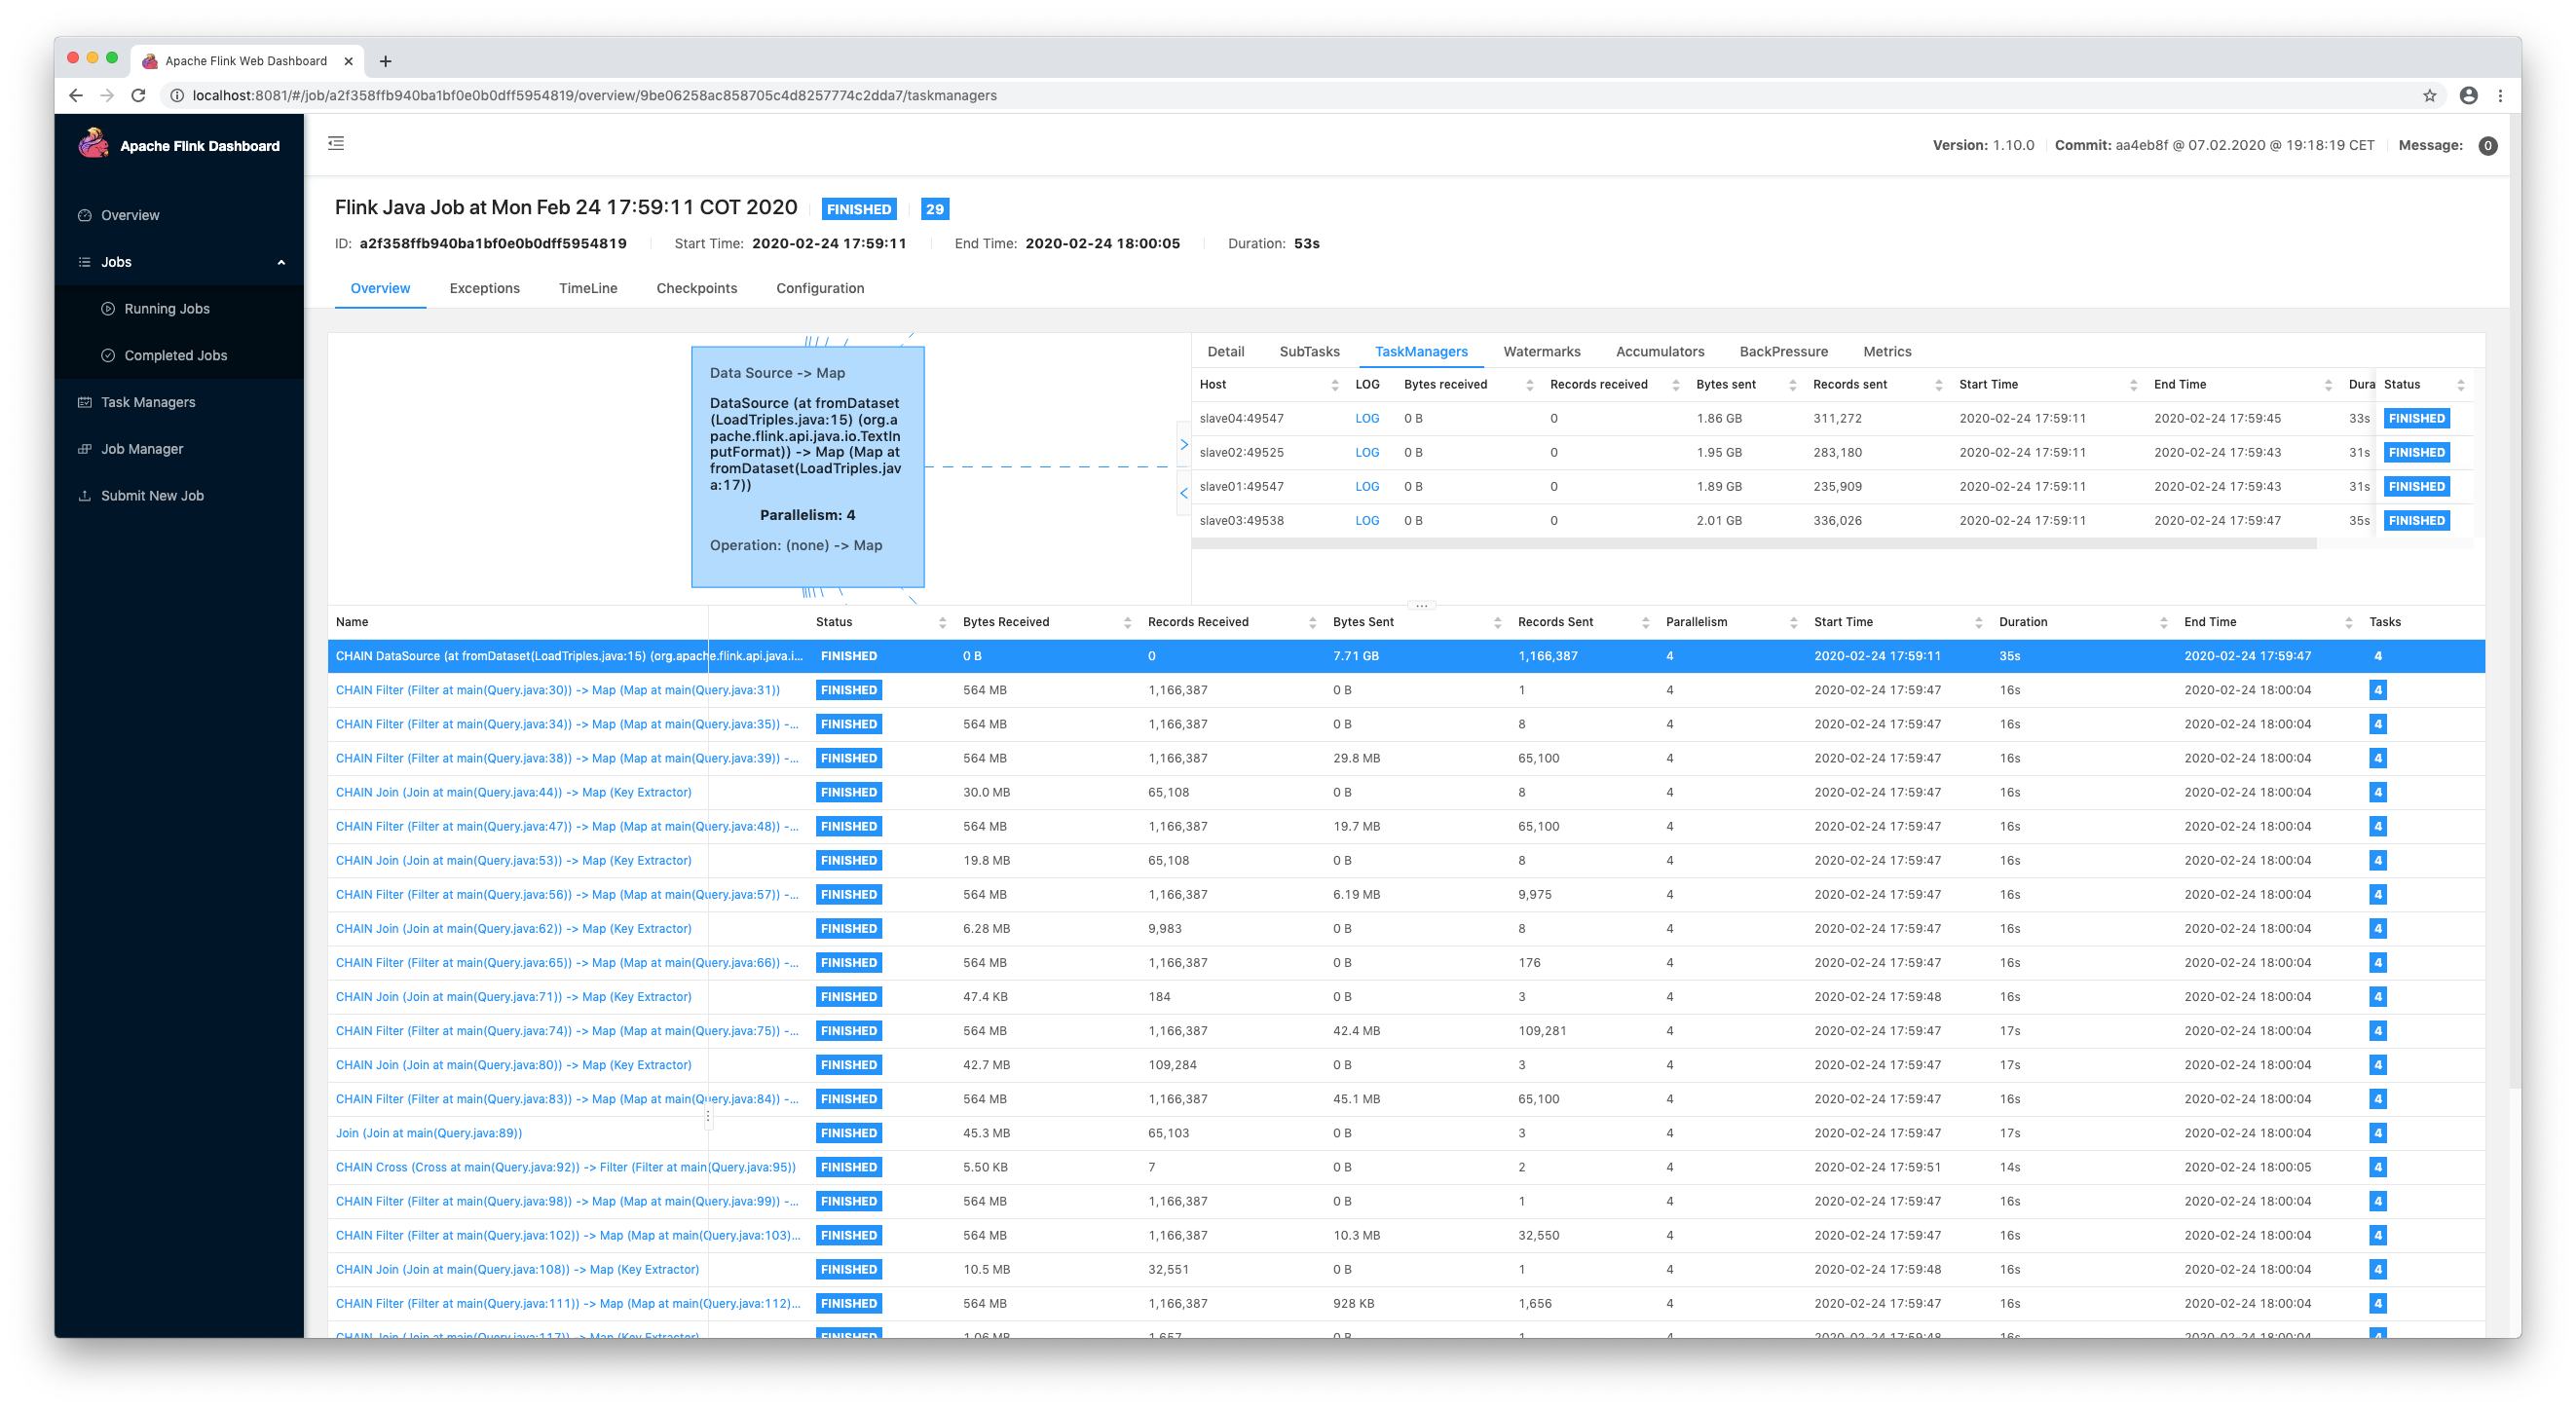 Apache Flink Web Dashboard
localhost:8081/#/job/a2f358ffb940ba1bf0e0b0dff5954819/overview/9be06258ac858705c4d8257774c2dda7/taskmanagers
Apache Flink Dashboard
Version: 1.10.0 Commit: aa4eb8f @ 07.02.2020 @ 19:18:19 CET Message: 0
Overview
Jobs
Running Jobs
Completed Jobs
Task Managers
Job Manager
Submit New Job
Flink Java Job at Mon Feb 24 17:59:11 COT 2020 FINISHED 29
ID: a2f358ffb940ba1bf0e0b0dff5954819 Start Time: 2020-02-24 17:59:11 End Time: 2020-02-24 18:00:05 Duration: 53s
Overview Exceptions TimeLine Checkpoints Configuration
Data Source -> Map
DataSource (at fromDataset
(LoadTriples.java:15) (org.a
pache.flink.api.java.io.TextIn
putFormat)) -> Map (Map at
fromDataset(LoadTriples.jav
a:17))
Parallelism: 4
Operation: (none) -> Map
Detail SubTasks TaskManagers Watermarks Accumulators BackPressure Metrics
Host LOG Bytes received Records received Bytes sent Records sent Start Time End Time Dura Status
slave04:49547 LOG 0 B 0 1.86 GB 311,272 2020-02-24 17:59:11 2020-02-24 17:59:45 33s FINISHED
slave02:49525 LOG 0 B 0 1.95 GB 283,180 2020-02-24 17:59:11 2020-02-24 17:59:43 31s FINISHED
slave01:49547 LOG 0 B 0 1.89 GB 235,909 2020-02-24 17:59:11 2020-02-24 17:59:43 31s FINISHED
slave03:49538 LOG 0 B 0 2.01 GB 336,026 2020-02-24 17:59:11 2020-02-24 17:59:47 35s FINISHED
Name Status Bytes Received Records Received Bytes Sent Records Sent Parallelism Start Time Duration End Time Tasks
CHAIN DataSource (at fromDataset(LoadTriples.java:15) (org.apache.flink.api.java.i... FINISHED 0 B 0 7.71 GB 1,166,387 4 2020-02-24 17:59:11 35s 2020-02-24 17:59:47 4
CHAIN Filter (Filter at main(Query.java:30)) -> Map (Map at main(Query.java:31)) FINISHED 564 MB 1,166,387 0 B 1 4 2020-02-24 17:59:47 16s 2020-02-24 18:00:04 4
CHAIN Filter (Filter at main(Query.java:34)) -> Map (Map at main(Query.java:35)) -... FINISHED 564 MB 1,166,387 0 B 8 4 2020-02-24 17:59:47 16s 2020-02-24 18:00:04 4
CHAIN Filter (Filter at main(Query.java:38)) -> Map (Map at main(Query.java:39)) -... FINISHED 564 MB 1,166,387 29.8 MB 65,100 4 2020-02-24 17:59:47 16s 2020-02-24 18:00:04 4
CHAIN Join (Join at main(Query.java:44)) -> Map (Key Extractor) FINISHED 30.0 MB 65,108 0 B 8 4 2020-02-24 17:59:47 16s 2020-02-24 18:00:04 4
CHAIN Filter (Filter at main(Query.java:47)) -> Map (Map at main(Query.java:48)) -... FINISHED 564 MB 1,166,387 19.7 MB 65,100 4 2020-02-24 17:59:47 16s 2020-02-24 18:00:04 4
CHAIN Join (Join at main(Query.java:53)) -> Map (Key Extractor) FINISHED 19.8 MB 65,108 0 B 8 4 2020-02-24 17:59:47 16s 2020-02-24 18:00:04 4
CHAIN Filter (Filter at main(Query.java:56)) -> Map (Map at main(Query.java:57)) -... FINISHED 564 MB 1,166,387 6.19 MB 9,975 4 2020-02-24 17:59:47 16s 2020-02-24 18:00:04 4
CHAIN Join (Join at main(Query.java:62)) -> Map (Key Extractor) FINISHED 6.28 MB 9,983 0 B 8 4 2020-02-24 17:59:47 16s 2020-02-24 18:00:04 4
CHAIN Filter (Filter at main(Query.java:65)) -> Map (Map at main(Query.java:66)) -... FINISHED 564 MB 1,166,387 0 B 176 4 2020-02-24 17:59:47 16s 2020-02-24 18:00:04 4
CHAIN Join (Join at main(Query.java:71)) -> Map (Key Extractor) FINISHED 47.4 KB 184 0 B 3 4 2020-02-24 17:59:48 16s 2020-02-24 18:00:04 4
CHAIN Filter (Filter at main(Query.java:74)) -> Map (Map at main(Query.java:75)) -... FINISHED 564 MB 1,166,387 42.4 MB 109,281 4 2020-02-24 17:59:47 17s 2020-02-24 18:00:04 4
CHAIN Join (Join at main(Query.java:80)) -> Map (Key Extractor) FINISHED 42.7 MB 109,284 0 B 3 4 2020-02-24 17:59:47 17s 2020-02-24 18:00:04 4
CHAIN Filter (Filter at main(Query.java:83)) -> Map (Map at main(Query.java:84)) -... FINISHED 564 MB 1,166,387 45.1 MB 65,100 4 2020-02-24 17:59:47 16s 2020-02-24 18:00:04 4
Join (Join at main(Query.java:89)) FINISHED 45.3 MB 65,103 0 B 3 4 2020-02-24 17:59:47 17s 2020-02-24 18:00:04 4
CHAIN Cross (Cross at main(Query.java:92)) -> Filter (Filter at main(Query.java:95)) FINISHED 5.50 KB 7 0 B 2 4 2020-02-24 17:59:51 14s 2020-02-24 18:00:05 4
CHAIN Filter (Filter at main(Query.java:98)) -> Map (Map at main(Query.java:99)) -... FINISHED 564 MB 1,166,387 0 B 1 4 2020-02-24 17:59:47 16s 2020-02-24 18:00:04 4
CHAIN Filter (Filter at main(Query.java:102)) -> Map (Map at main(Query.java:103)... FINISHED 564 MB 1,166,387 10.3 MB 32,550 4 2020-02-24 17:59:47 16s 2020-02-24 18:00:04 4
CHAIN Join (Join at main(Query.java:108)) -> Map (Key Extractor) FINISHED 10.5 MB 32,551 0 B 1 4 2020-02-24 17:59:48 16s 2020-02-24 18:00:04 4
CHAIN Filter (Filter at main(Query.java:111)) -> Map (Map at main(Query.java:112)... FINISHED 564 MB 1,166,387 928 KB 1,656 4 2020-02-24 17:59:47 16s 2020-02-24 18:00:04 4
CHAIN Join (Join at main(Query.java:117)) -> Map (Key Extractor) FINISHED 1.06 MB 1,657 0 B 1 4 2020-02-24 17:59:48 16s 2020-02-24 18:00:04 4